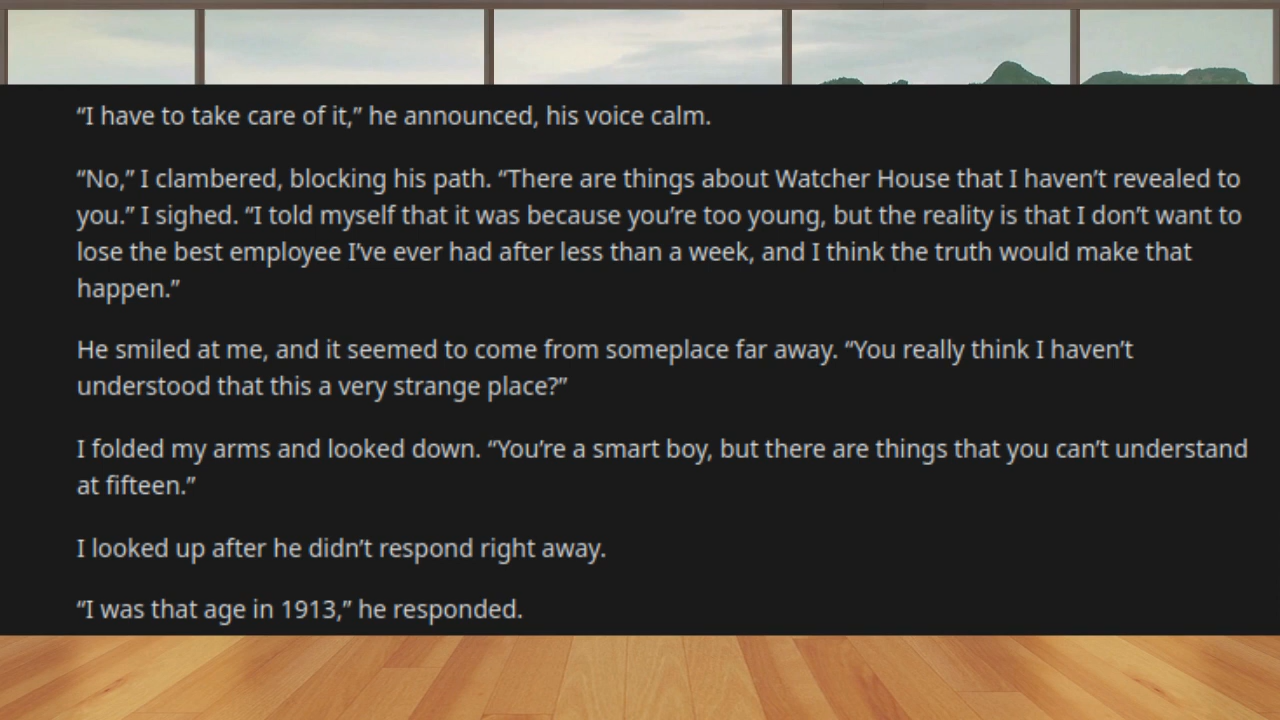 “I have to take care of it,” he announced, his voice calm.
“No,” I clambered, blocking his path. “There are things about Watcher House that I haven’t revealed to
you.” I sighed. “I told myself that it was because you’re too young, but the reality is that I don’t want to
lose the best employee I’ve ever had after less than a week, and I think the truth would make that
happen.”
He smiled at me, and it seemed to come from someplace far away. “You really think I haven’t
understood that this a very strange place?”
I folded my arms and looked down. “You’re a smart boy, but there are things that you can’t understand
at fifteen.”
I looked up after he didn’t respond right away.
“I was that age in 1913,” he responded.